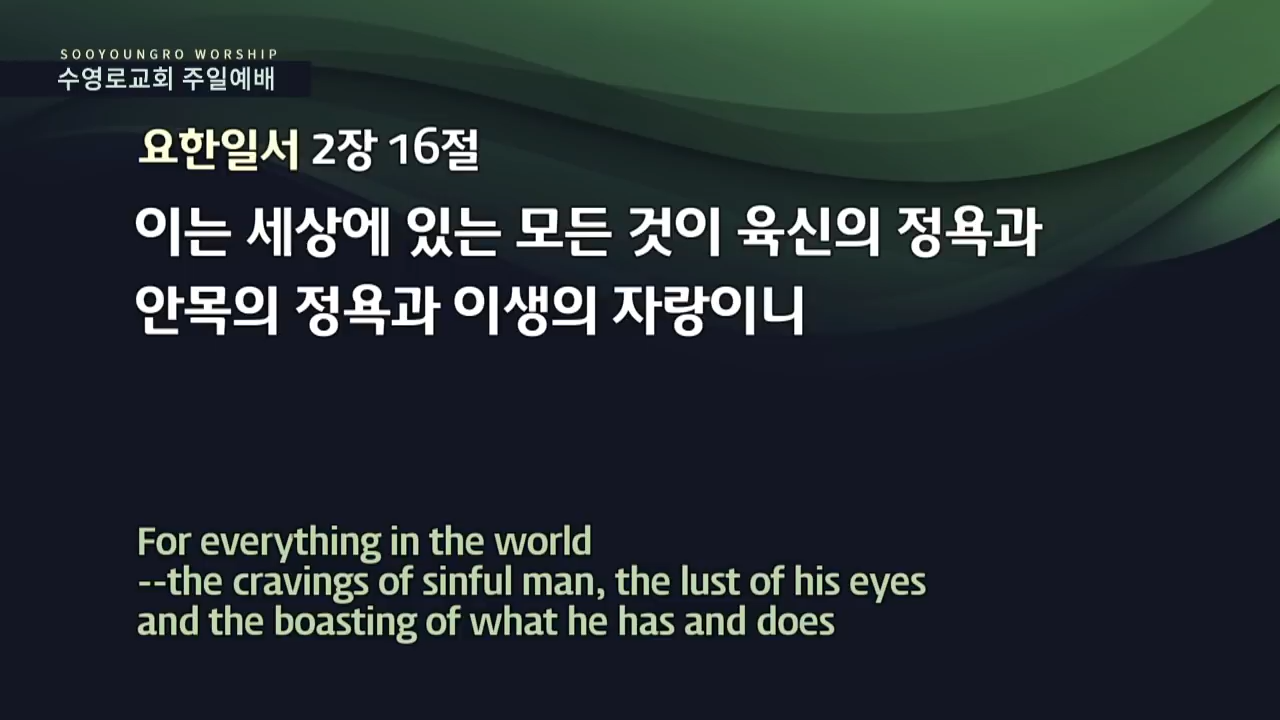 SOOYOUNGRO WORSHIP
수영로교회 주일예배
요한일서 2장 16절
이는 세상에 있는 모든 것이 육신의 정욕과
안목의 정욕과 이생의 자랑이니
For everything in the world
--the cravings of sinful man, the lust of his eyes
and the boasting of what he has and does